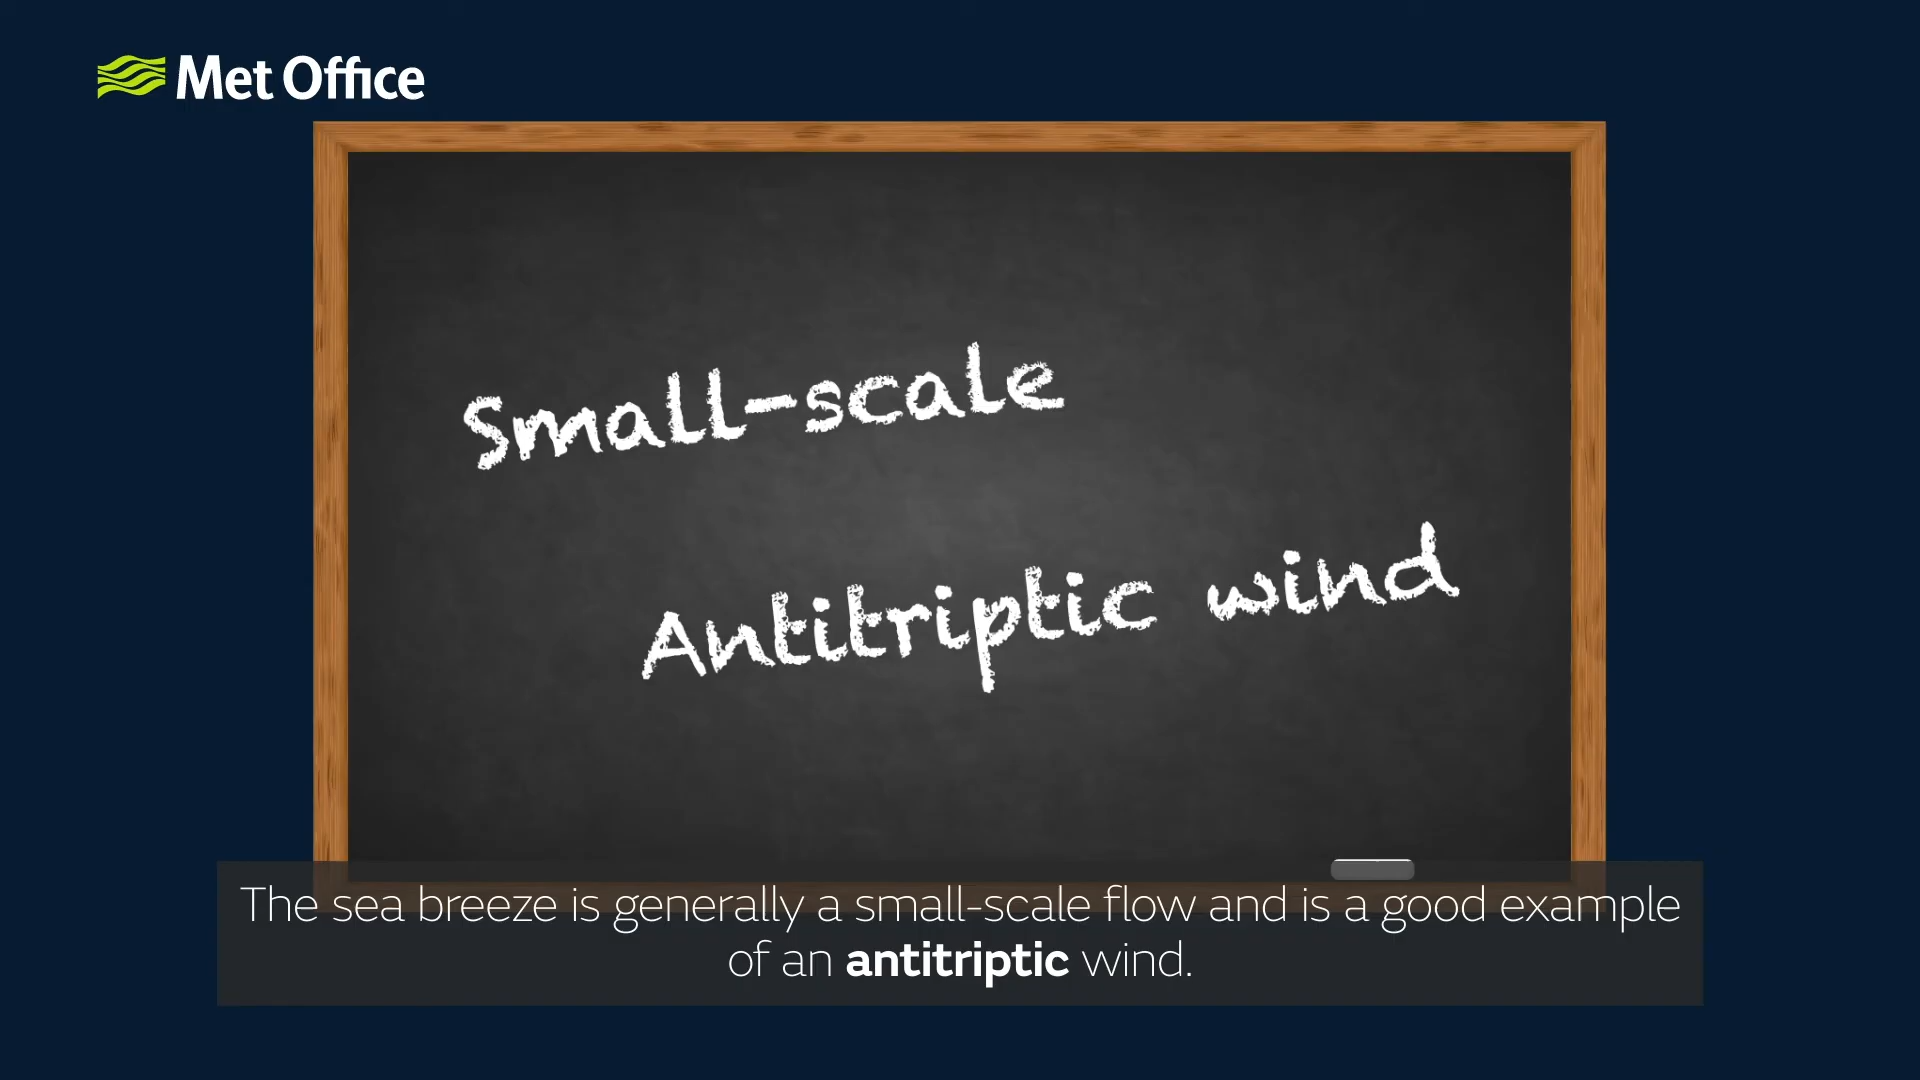 Met Office
Small-scale
Antitriptic wind
The sea breeze is generally a small-scale flow and is a good example
of an antitriptic wind.